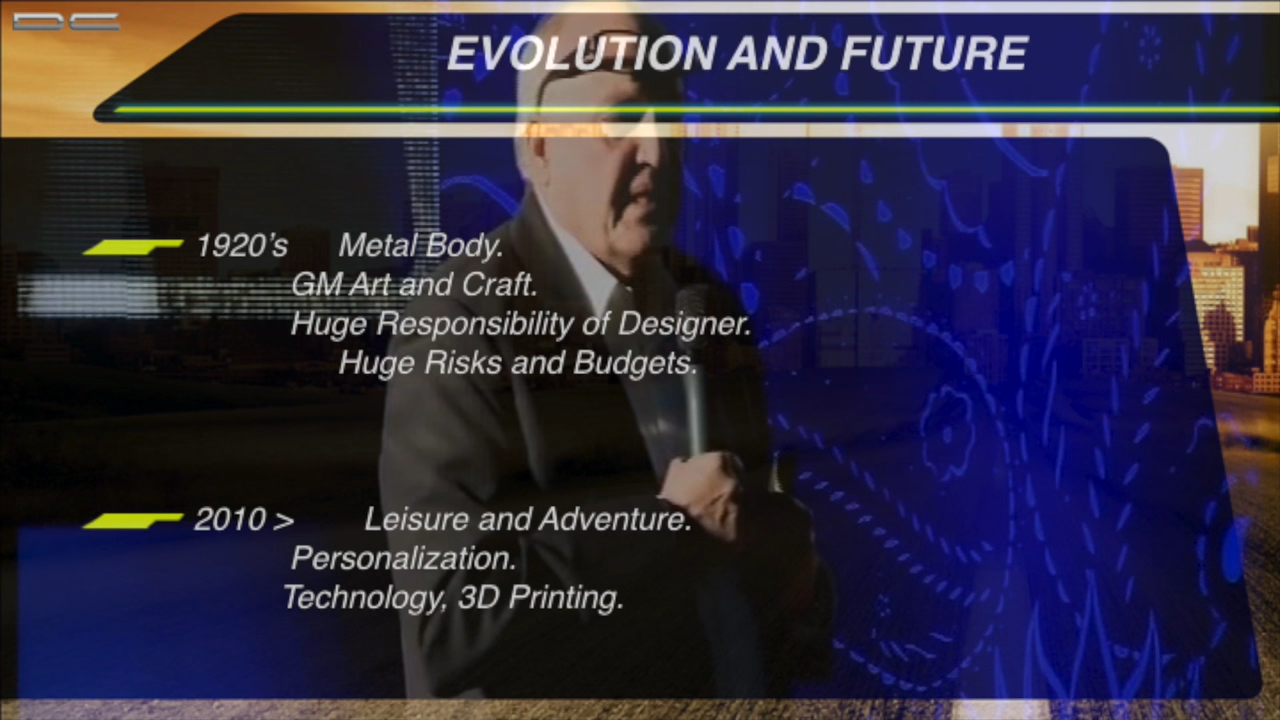 DC
EVOLUTION AND FUTURE
1920's Metal Body.
GM Art and Craft.
Huge Responsibility of Designer.
Huge Risks and Budgets.
2010 > Leisure and Adventure.
Personalization.
Technology, 3D Printing.